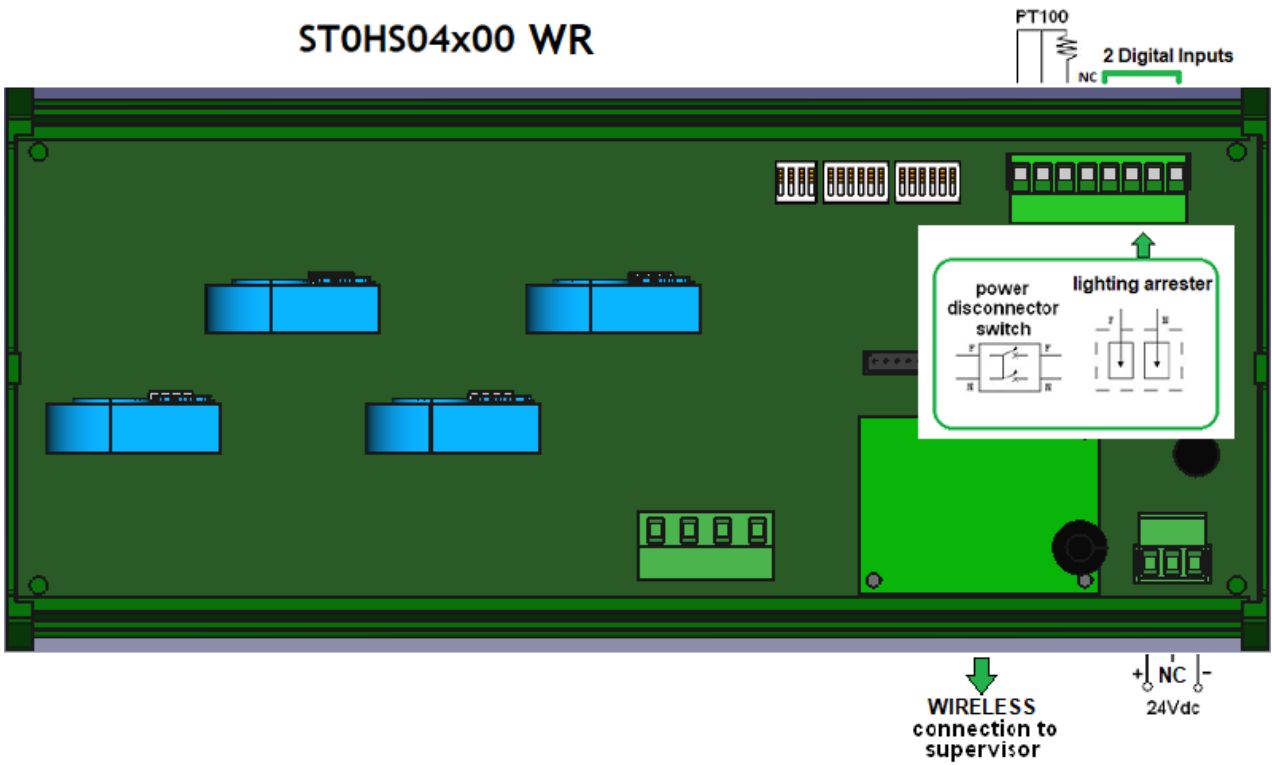 ST0HS04x00 WR
PT100
2 Digital Inputs
NC
power
disconnector
switch
lighting arrester
F
F
N
N
F
N
WIRELESS
connection to
supervisor
+ NC -
24Vdc